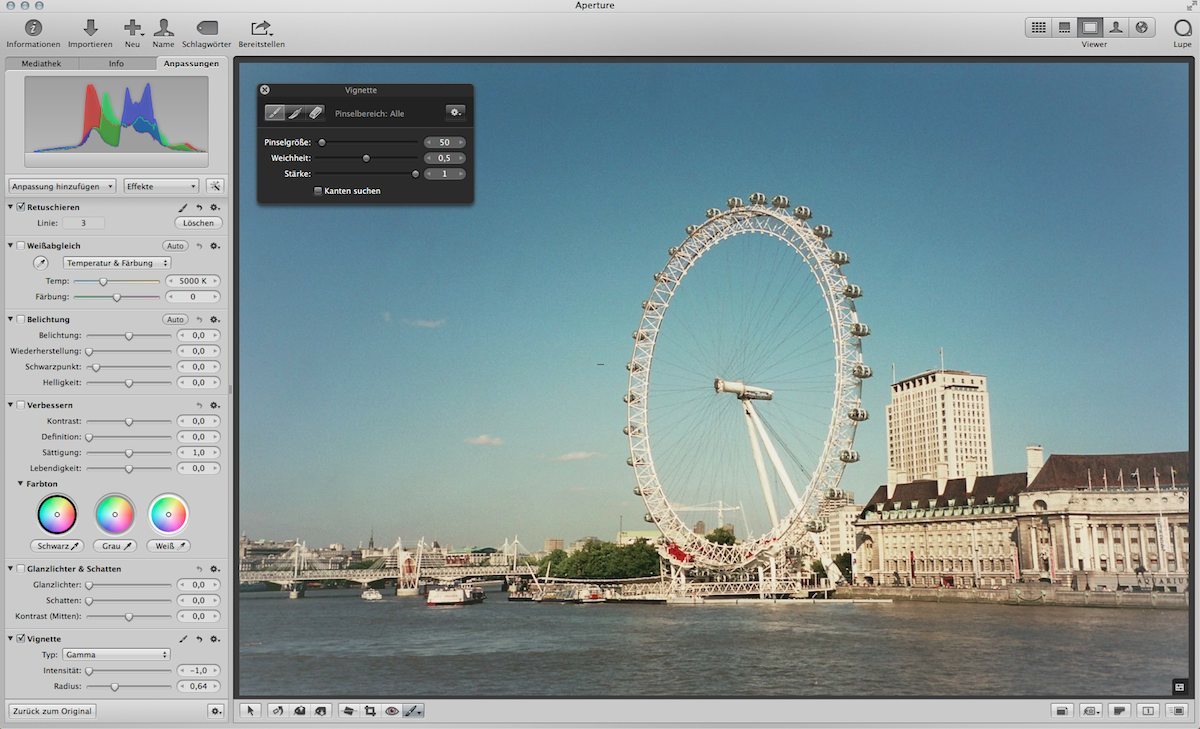 Aperture
Informationen Importieren Neu Name Schlagwörter Bereitstellen
Viewer Lupe
Mediathek Info Anpassungen
Anpassung hinzufügen Effekte
Retuschieren
Linie: 3 Löschen
Weißabgleich Auto
Temperatur & Färbung
Temp: 5000 K
Färbung: 0
Belichtung Auto
Belichtung: 0,0
Wiederherstellung: 0,0
Schwarzpunkt: 0,0
Helligkeit: 0,0
Verbessern
Kontrast: 0,0
Definition: 0,0
Sättigung: 1,0
Lebendigkeit: 0,0
Farbton
Schwarz Grau Weiß
Glanzlichter & Schatten
Glanzlichter: 0,0
Schatten: 0,0
Kontrast (Mitten): 0,0
Vignette
Typ: Gamma
Intensität: -1,0
Radius: 0,64
Zurück zum Original
Vignette
Pinselbereich: Alle
Pinselgröße: 50
Weichheit: 0,5
Stärke: 1
Kanten suchen
AQUARIUM